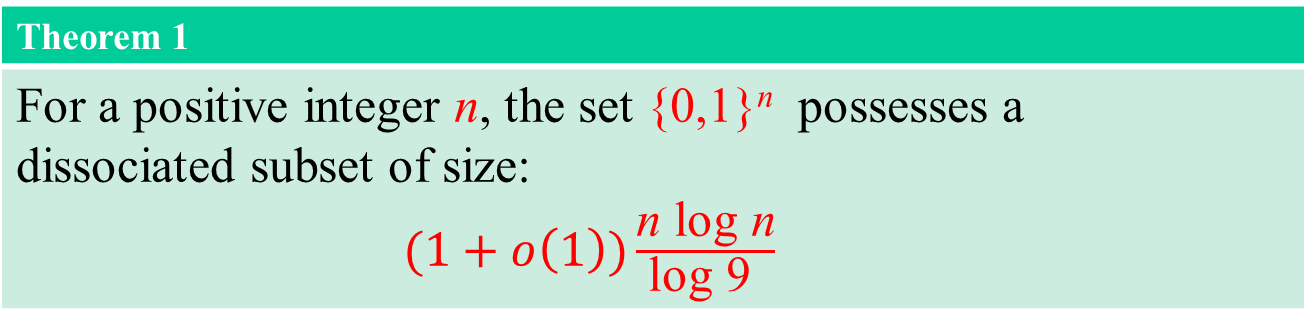 Theorem 1
For a positive integer n, the set {0,1}ⁿ possesses a
dissociated subset of size:
(1 + o(1)) n log n / log 9